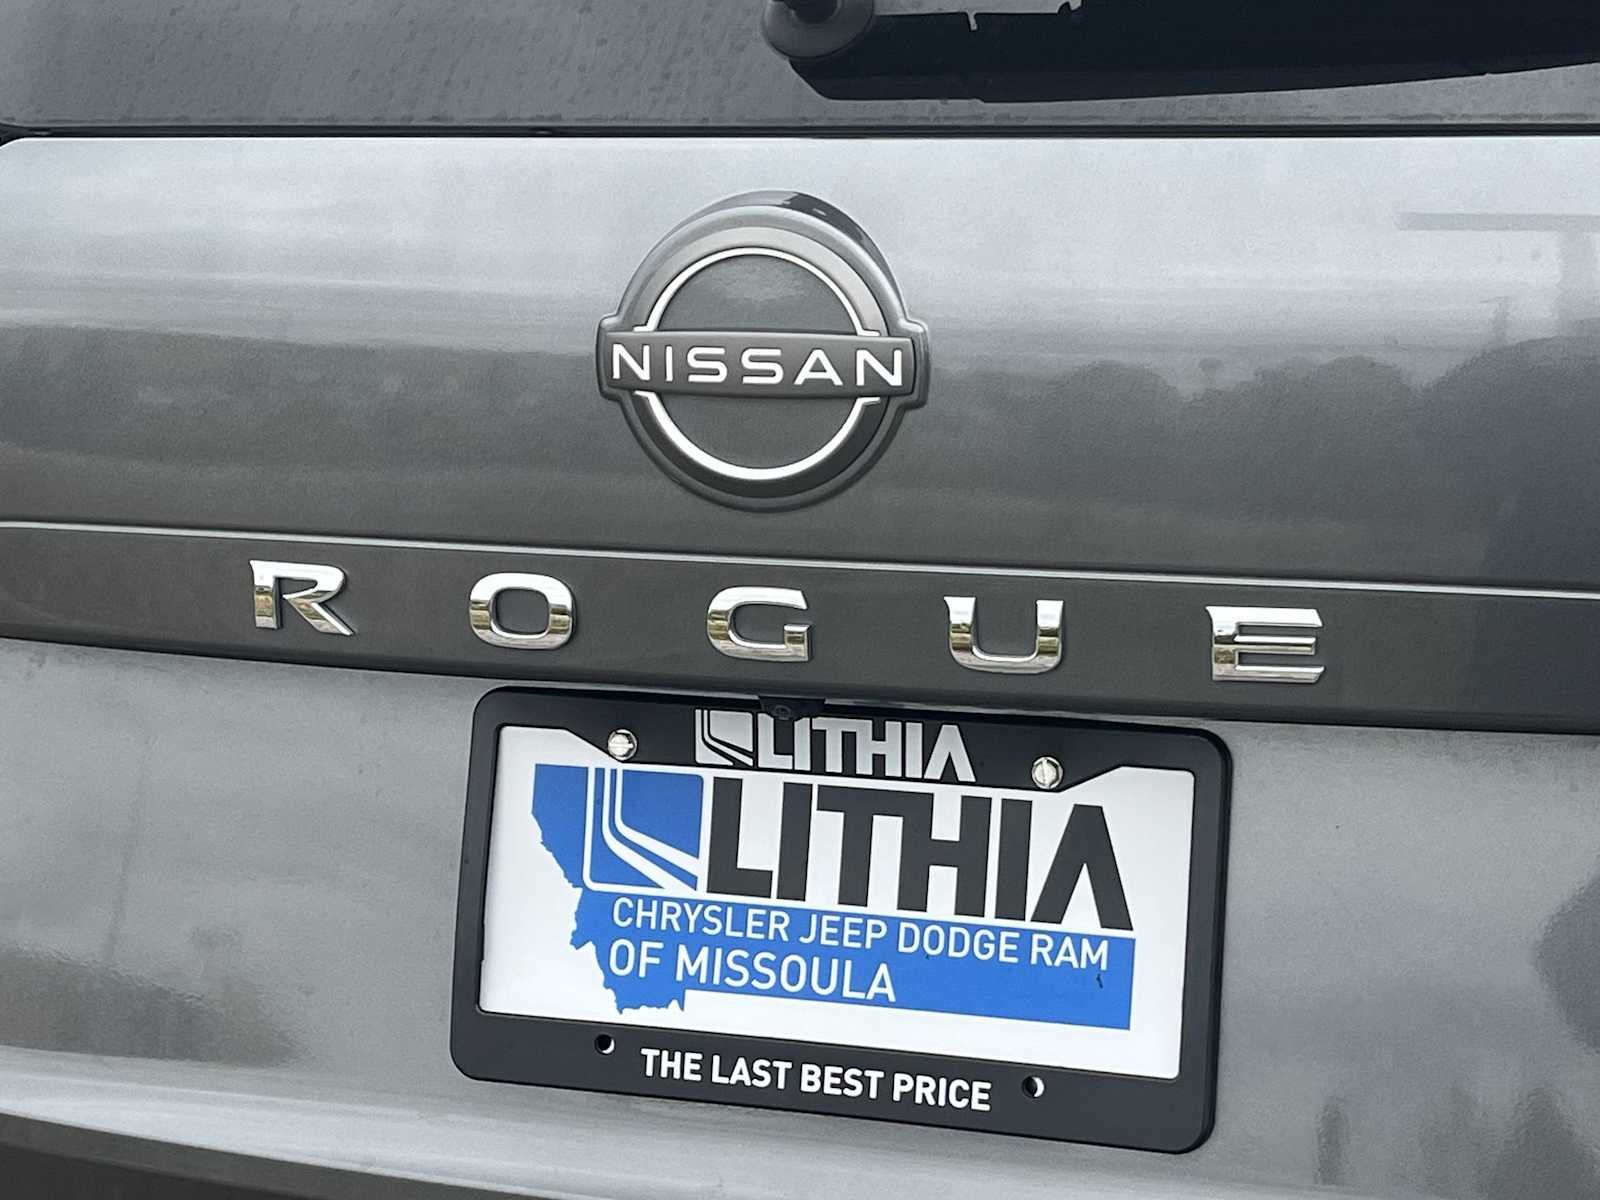 NISSAN
ROGUE
LITHIA
LITHIA
CHRYSLER JEEP DODGE RAM
OF MISSOULA
THE LAST BEST PRICE